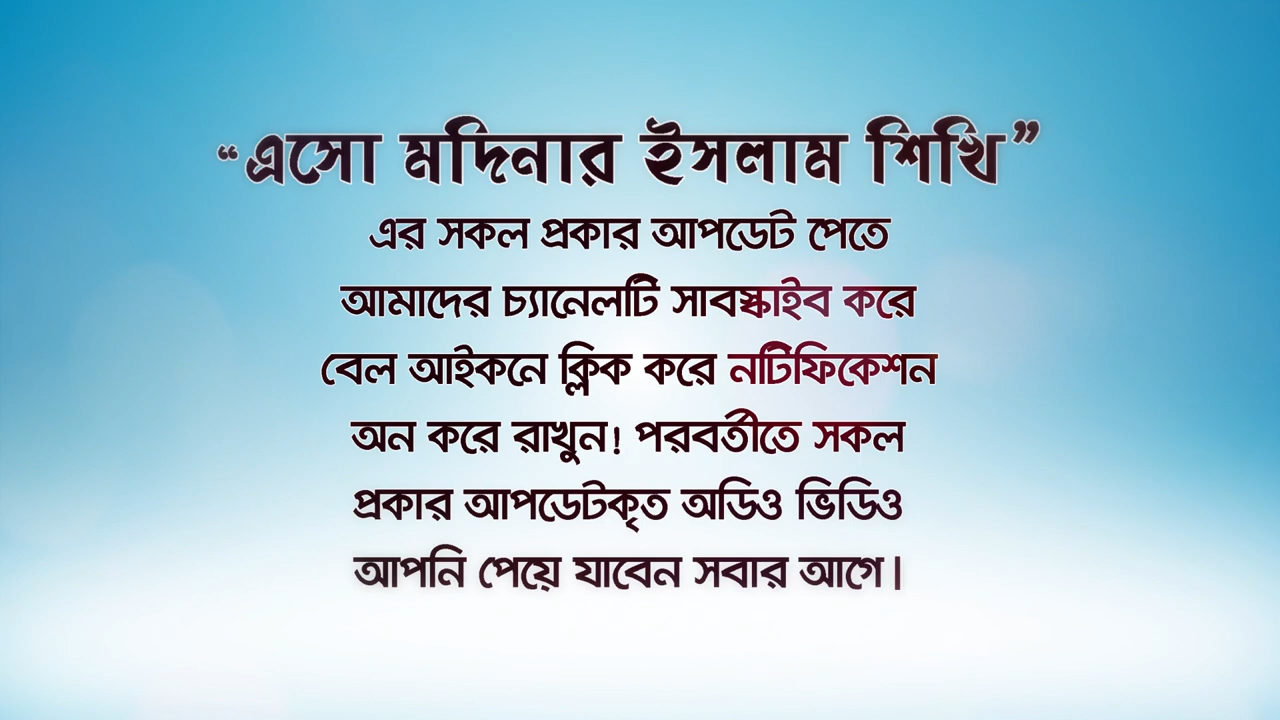 “এসো মদিনার ইসলাম শিখি”
এর সকল প্রকার আপডেট পেতে
আমাদের চ্যানেলটি সাবস্কাইব করে
বেল আইকনে ক্লিক করে নটিফিকেশন
অন করে রাখুন! পরবর্তীতে সকল
প্রকার আপডেটকৃত অডিও ভিডিও
আপনি পেয়ে যাবেন সবার আগে।